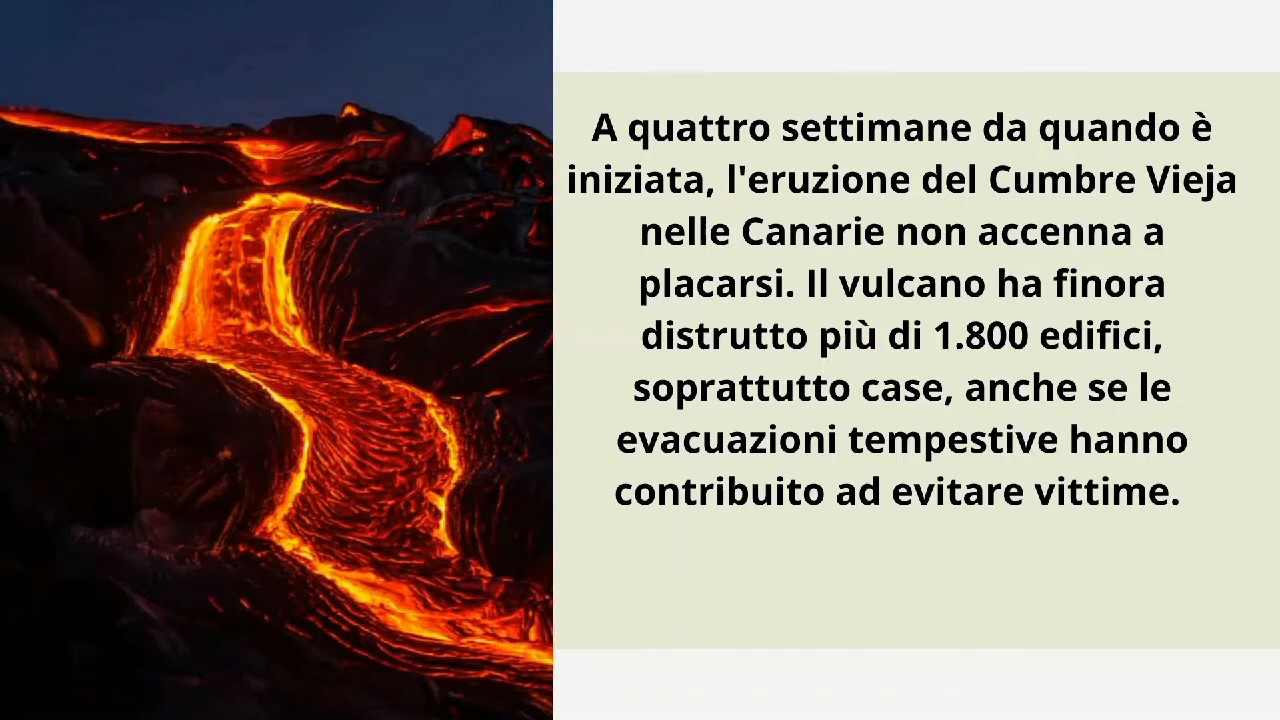 A quattro settimane da quando è
iniziata, l'eruzione del Cumbre Vieja
nelle Canarie non accenna a
placarsi. Il vulcano ha finora
distrutto più di 1.800 edifici,
soprattutto case, anche se le
evacuazioni tempestive hanno
contribuito ad evitare vittime.